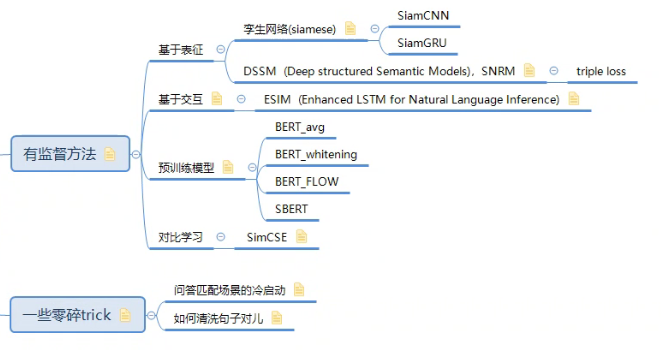 有监督方法
基于表征
孪生网络(siamese)
SiamCNN
SiamGRU
DSSM（Deep structured Semantic Models)，SNRM
triple loss
基于交互
ESIM（Enhanced LSTM for Natural Language Inference)
预训练模型
BERT_avg
BERT_whitening
BERT_FLOW
SBERT
对比学习
SimCSE
一些零碎trick
问答匹配场景的冷启动
如何清洗句子对儿